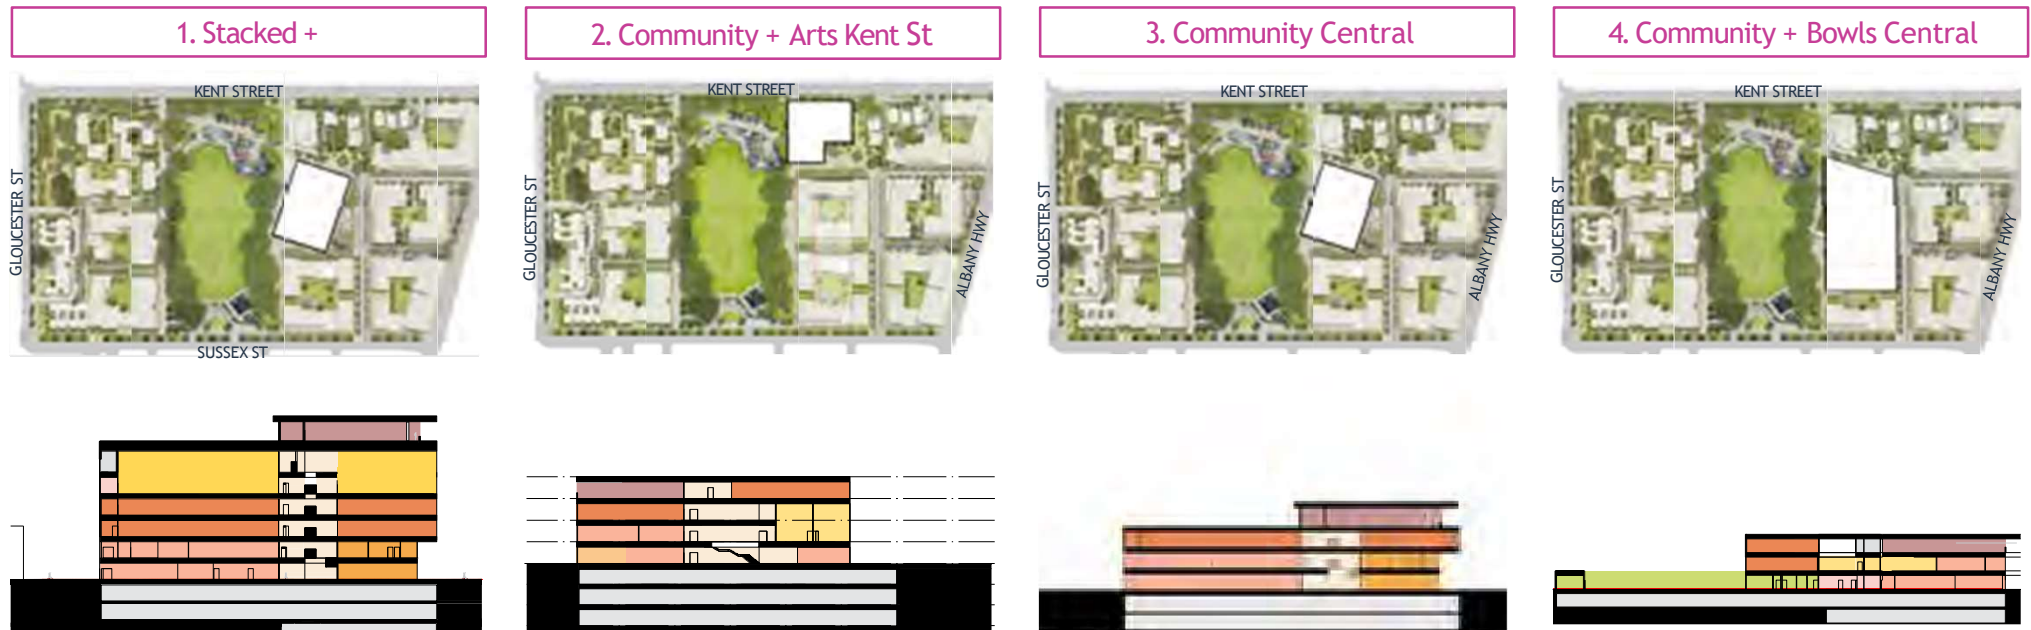 1. Stacked +
2. Community + Arts Kent St
3. Community Central
4. Community + Bowls Central
KENT STREET
GLOUCESTER ST
SUSSEX ST
KENT STREET
GLOUCESTER ST
ALBANY HWY
KENT STREET
GLOUCESTER ST
ALBANY HWY
KENT STREET
GLOUCESTER ST
ALBANY HWY